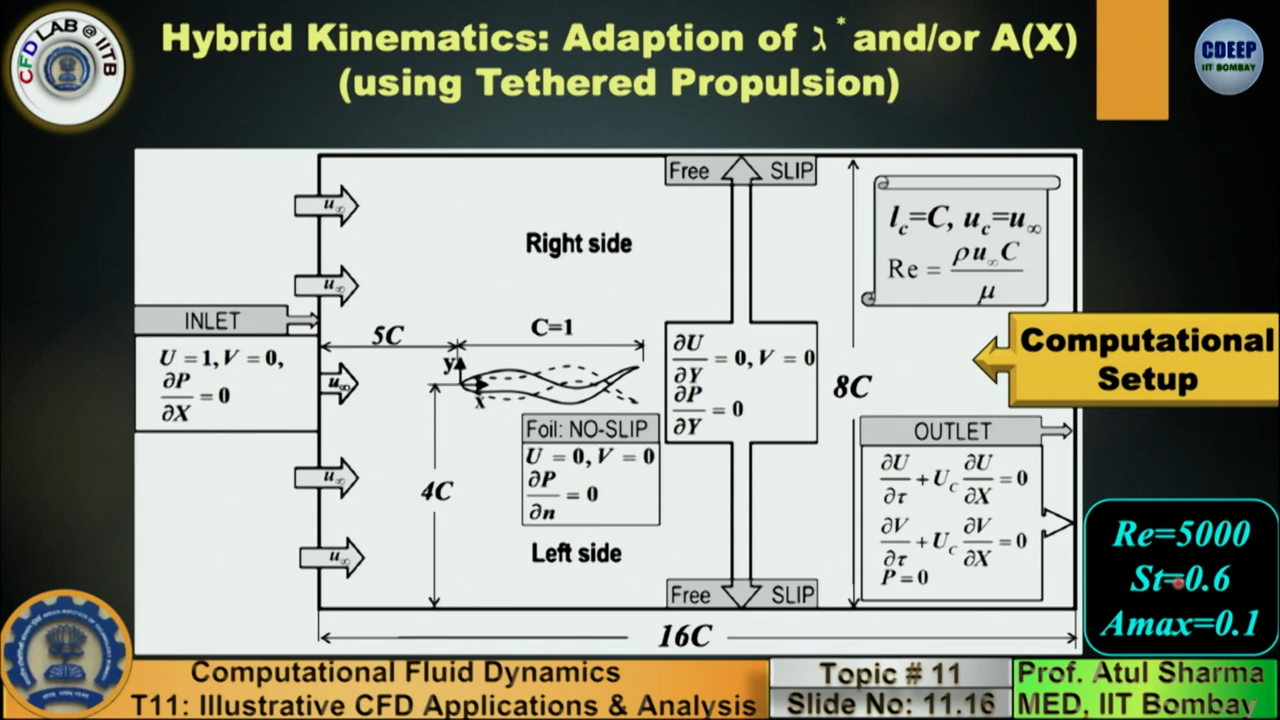 CFD LAB @ IITB
Hybrid Kinematics: Adaption of λ* and/or A(X)
(using Tethered Propulsion)
CDEEP
IIT BOMBAY
Free SLIP
u∞
u∞
u∞
u∞
u∞
Right side
l_c=C, u_c=u∞
Re = ρu∞C / μ
INLET
U = 1, V = 0,
∂P/∂X = 0
5C
C=1
y
x
∂U/∂Y = 0, V = 0
∂P/∂Y = 0
8C
Computational
Setup
Foil: NO-SLIP
U = 0, V = 0
∂P/∂n = 0
4C
OUTLET
∂U/∂τ + U_C ∂U/∂X = 0
∂V/∂τ + U_C ∂V/∂X = 0
P = 0
Left side
Re=5000
St=0.6
Amax=0.1
Free SLIP
16C
Computational Fluid Dynamics
T11: Illustrative CFD Applications & Analysis
Topic # 11
Slide No: 11.16
Prof. Atul Sharma
MED, IIT Bombay